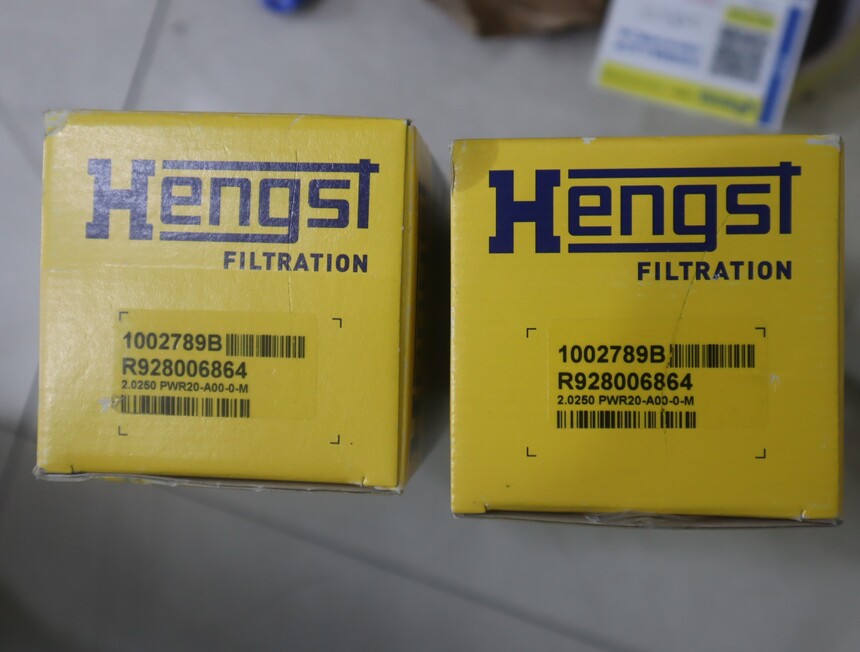 Hengst
FILTRATION
1002789B
R928006864
2.0250 PWR20-A00-0-M
Hengst
FILTRATION
1002789B
R928006864
2.0250 PWR20-A00-0-M